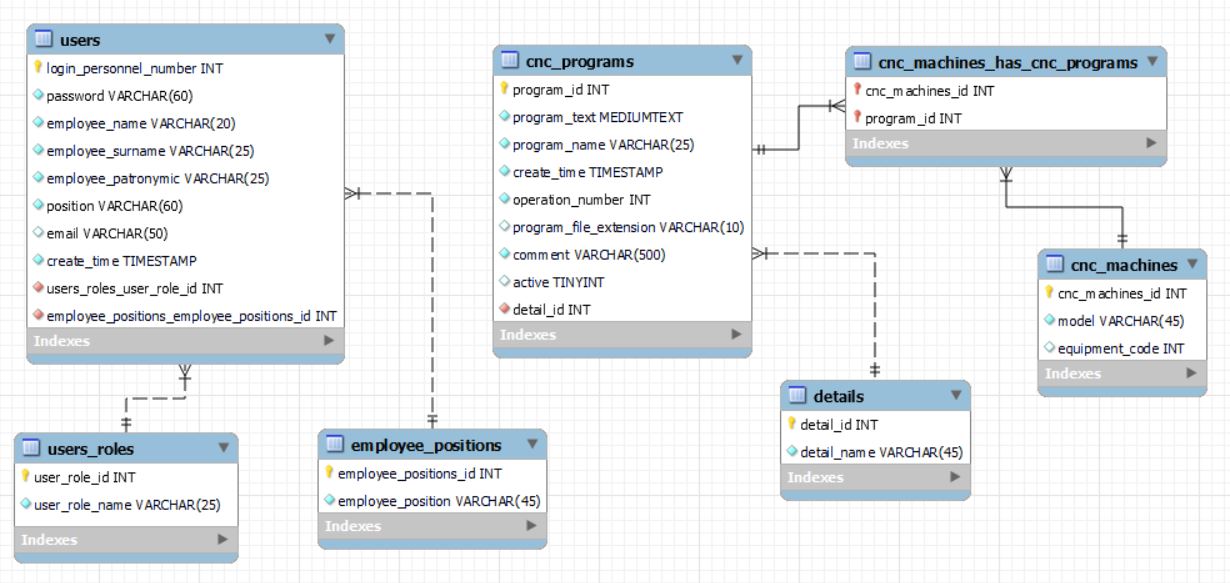 users
login_personnel_number INT
password VARCHAR(60)
employee_name VARCHAR(20)
employee_surname VARCHAR(25)
employee_patronymic VARCHAR(25)
position VARCHAR(60)
email VARCHAR(50)
create_time TIMESTAMP
users_roles_user_role_id INT
employee_positions_employee_positions_id INT
Indexes
cnc_programs
program_id INT
program_text MEDIUMTEXT
program_name VARCHAR(25)
create_time TIMESTAMP
operation_number INT
program_file_extension VARCHAR(10)
comment VARCHAR(500)
active TINYINT
detail_id INT
Indexes
cnc_machines_has_cnc_programs
cnc_machines_id INT
program_id INT
Indexes
cnc_machines
cnc_machines_id INT
model VARCHAR(45)
equipment_code INT
Indexes
users_roles
user_role_id INT
user_role_name VARCHAR(25)
Indexes
employee_positions
employee_positions_id INT
employee_position VARCHAR(45)
Indexes
details
detail_id INT
detail_name VARCHAR(45)
Indexes